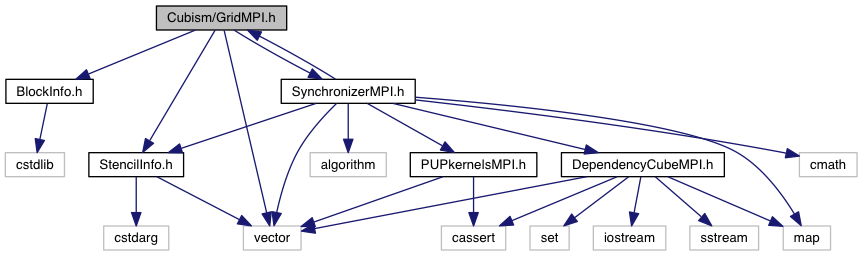 Cubism/GridMPI.h
BlockInfo.h
SynchronizerMPI.h
cstdlib
StencilInfo.h
algorithm
PUPkernelsMPI.h
DependencyCubeMPI.h
cmath
cstdarg
vector
cassert
set
iostream
sstream
map